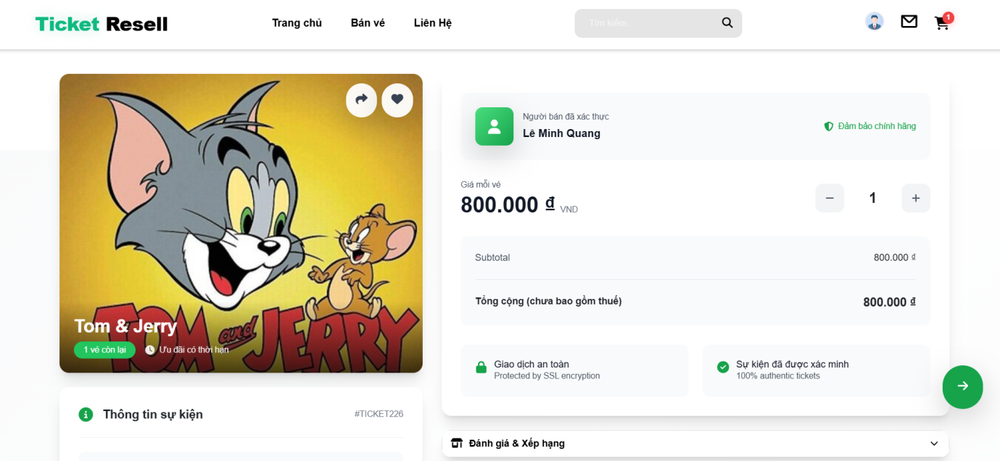 Ticket Resell
Trang chủ
Bán vé
Liên Hệ
Tìm kiếm..
1
Người bán đã xác thực
Lê Minh Quang
Đảm bảo chính hãng
Giá mỗi vé
800.000 ₫ VND
1
Subtotal
800.000 ₫
Tổng cộng (chưa bao gồm thuế)
800.000 ₫
Giao dịch an toàn
Protected by SSL encryption
Sự kiện đã được xác minh
100% authentic tickets
TOM and JERRY
Tom & Jerry
1 vé còn lại
Ưu đãi có thời hạn
Thông tin sự kiện
#TICKET226
Đánh giá & Xếp hạng